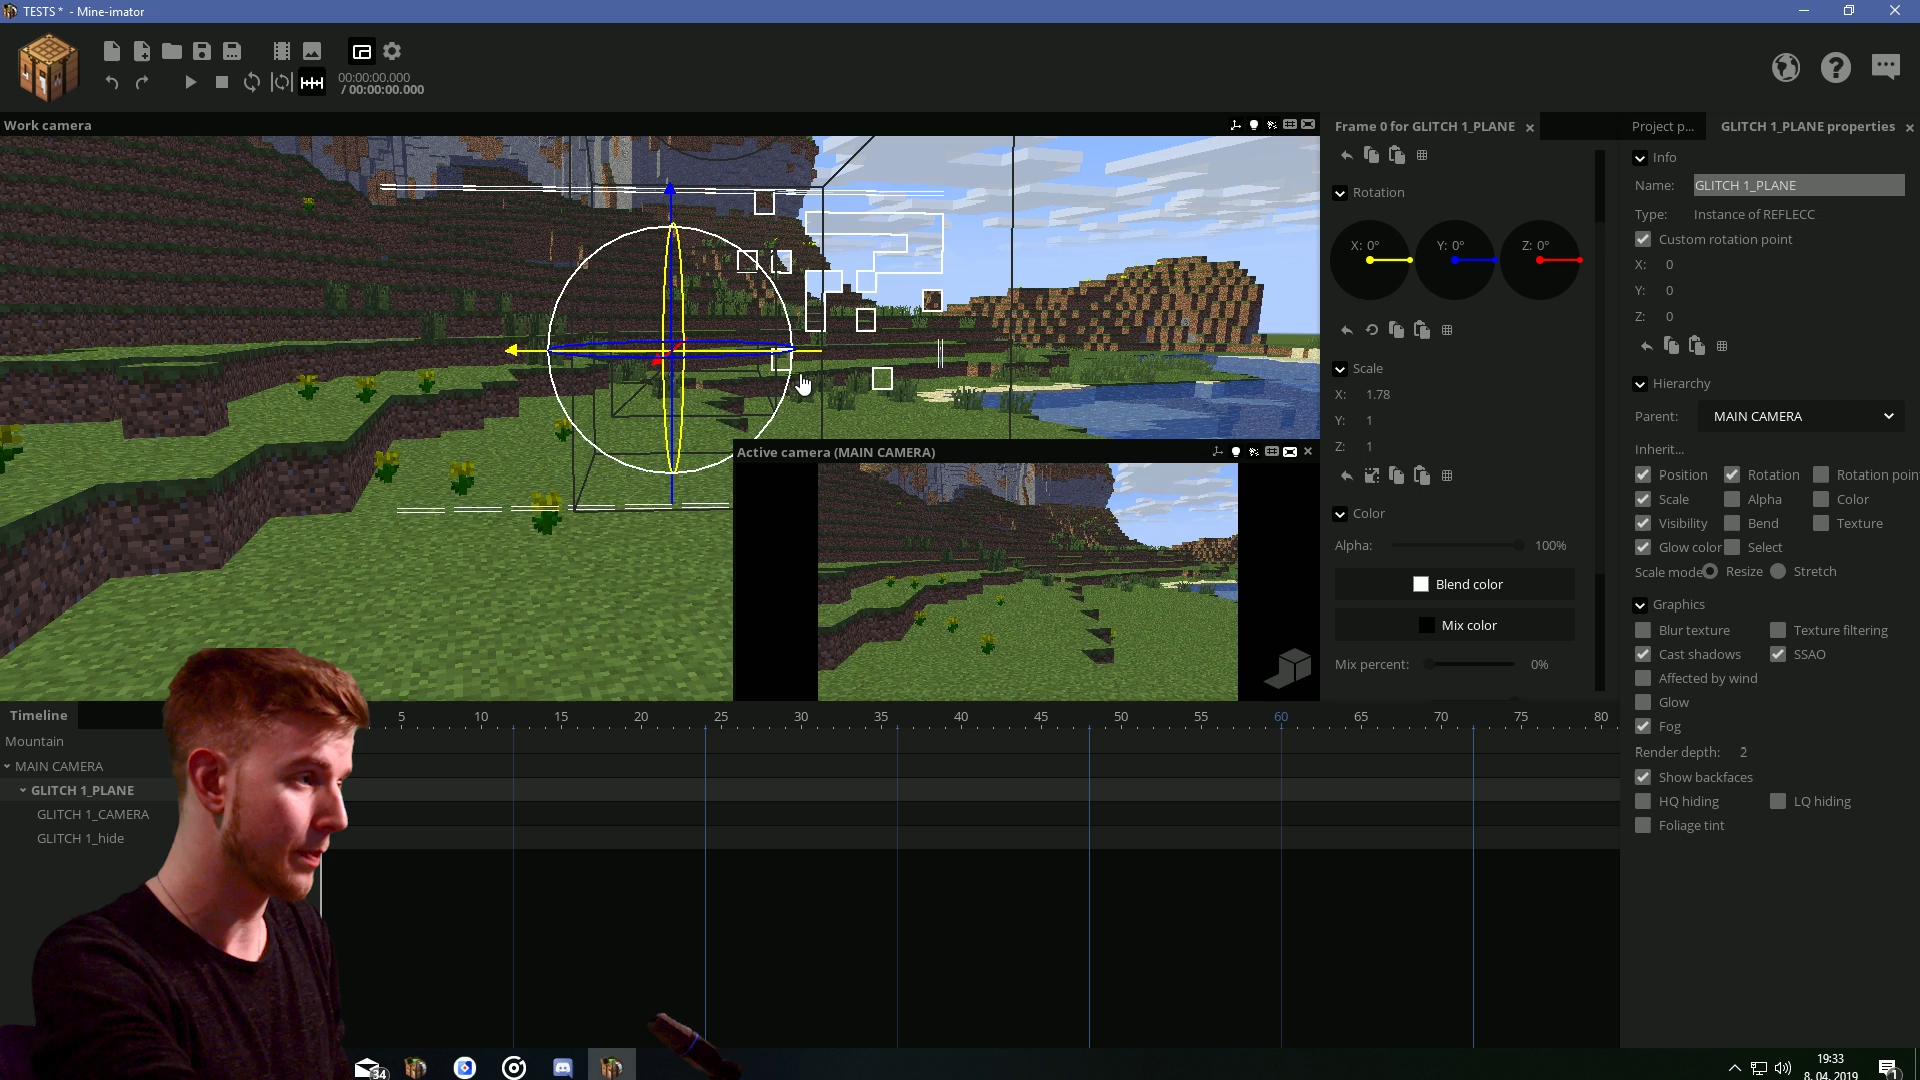 TESTS * - Mine-imator
00:00:00.000
/ 00:00:00.000
Work camera
Frame 0 for GLITCH 1_PLANE
Project p...
GLITCH 1_PLANE properties
Rotation
X: 0°
Y: 0°
Z: 0°
Scale
X: 1.78
Y: 1
Z: 1
Color
Alpha:
100%
Blend color
Mix color
Mix percent:
0%
Info
Name: GLITCH 1_PLANE
Type: Instance of REFLECC
Custom rotation point
X: 0
Y: 0
Z: 0
Hierarchy
Parent: MAIN CAMERA
Inherit...
Position Rotation Rotation poin
Scale Alpha Color
Visibility Bend Texture
Glow color Select
Scale mode Resize Stretch
Graphics
Blur texture Texture filtering
Cast shadows SSAO
Affected by wind
Glow
Fog
Render depth: 2
Show backfaces
HQ hiding LQ hiding
Foliage tint
Active camera (MAIN CAMERA)
Timeline
5 10 15 20 25 30 35 40 45 50 55 60 65 70 75 80
Mountain
MAIN CAMERA
GLITCH 1_PLANE
GLITCH 1_CAMERA
GLITCH 1_hide
34
19:33
8. 04. 2019
1